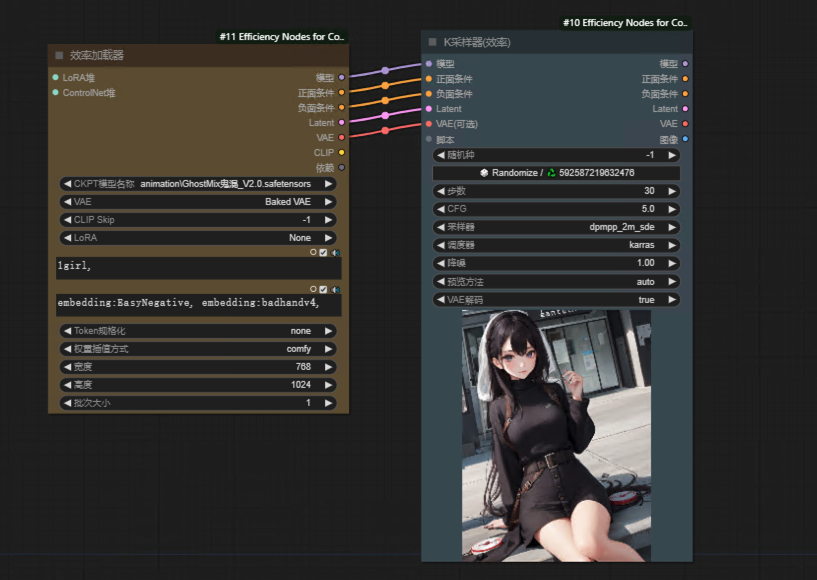 #11 Efficiency Nodes for Co..
效率加载器
LoRA堆
模型
ControlNet堆
正面条件
负面条件
Latent
VAE
CLIP
依赖
CKPT模型名称 animation\GhostMix鬼混_V2.0.safetensors
VAE Baked VAE
CLIP Skip -1
LoRA None
1girl,
embedding:EasyNegative, embedding:badhandv4,
Token规格化 none
权重插值方式 comfy
宽度 768
高度 1024
批次大小 1
#10 Efficiency Nodes for Co..
K采样器(效率)
模型 模型
正面条件 正面条件
负面条件 负面条件
Latent Latent
VAE(可选) VAE
脚本 图像
随机种 -1
Randomize / 592587219632476
步数 30
CFG 5.0
采样器 dpmpp_2m_sde
调度器 karras
降噪 1.00
预览方法 auto
VAE解码 true